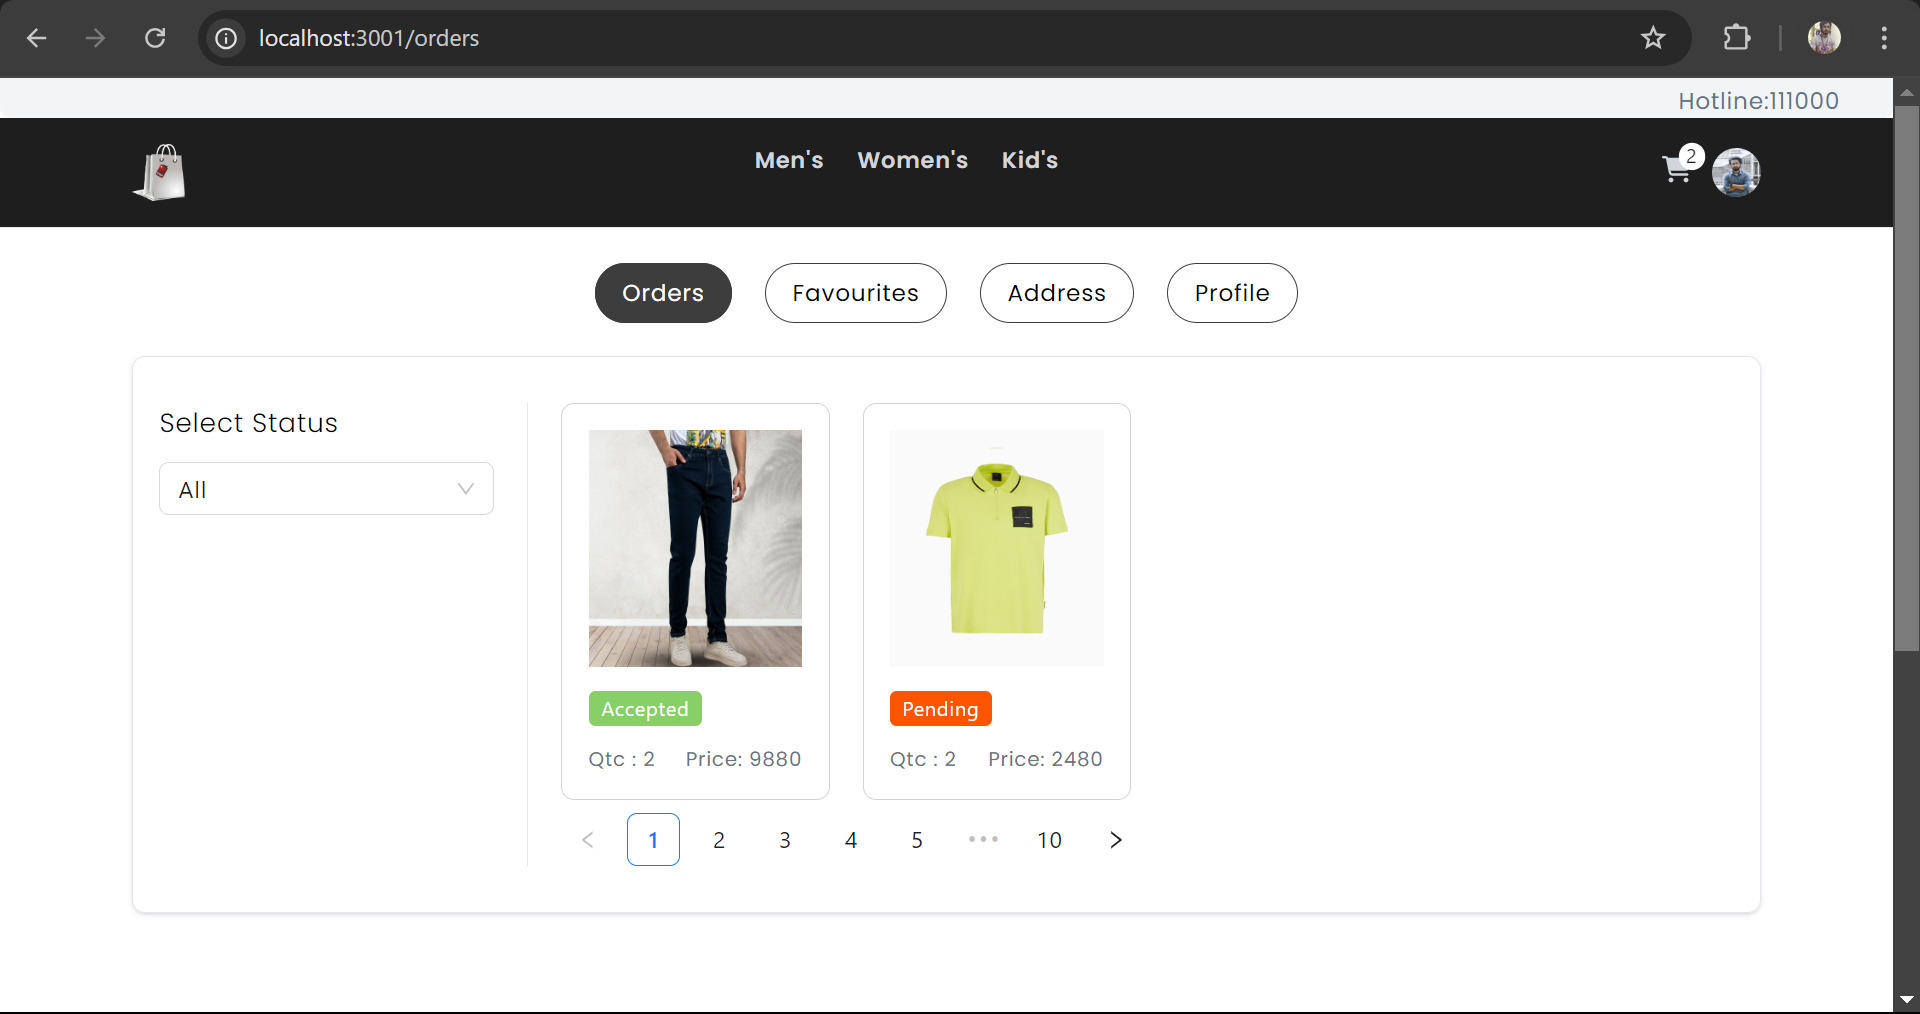 localhost:3001/orders
Hotline:111000
Men's Women's Kid's
2
Orders Favourites Address Profile
Select Status
All
Accepted
Qtc : 2 Price: 9880
Pending
Qtc : 2 Price: 2480
1 2 3 4 5 ••• 10